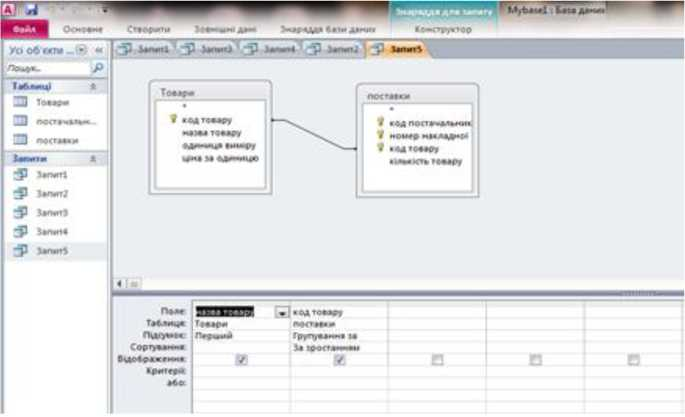 Знаряддя для запиту
Mybase1 : База даних
Файл
Основне
Створити
Зовнішні дані
Знаряддя бази даних
Конструктор
Усі об'єкти ...
Запит1
Запит3
Запит4
Запит2
Запит5
Пошук...
Таблиці
Товари
постачальн...
поставки
Запити
Запит1
Запит2
Запит3
Запит4
Запит5
Товари
*
код товару
назва товару
одиниця виміру
ціна за одиницю
поставки
*
код постачальник
номер накладної
код товару
кількість товару
Поле: назва товару код товару
Таблиця: Товари поставки
Підсумок: Перший Групування за
Сортування: За зростанням
Відображення:
Критерії:
або: